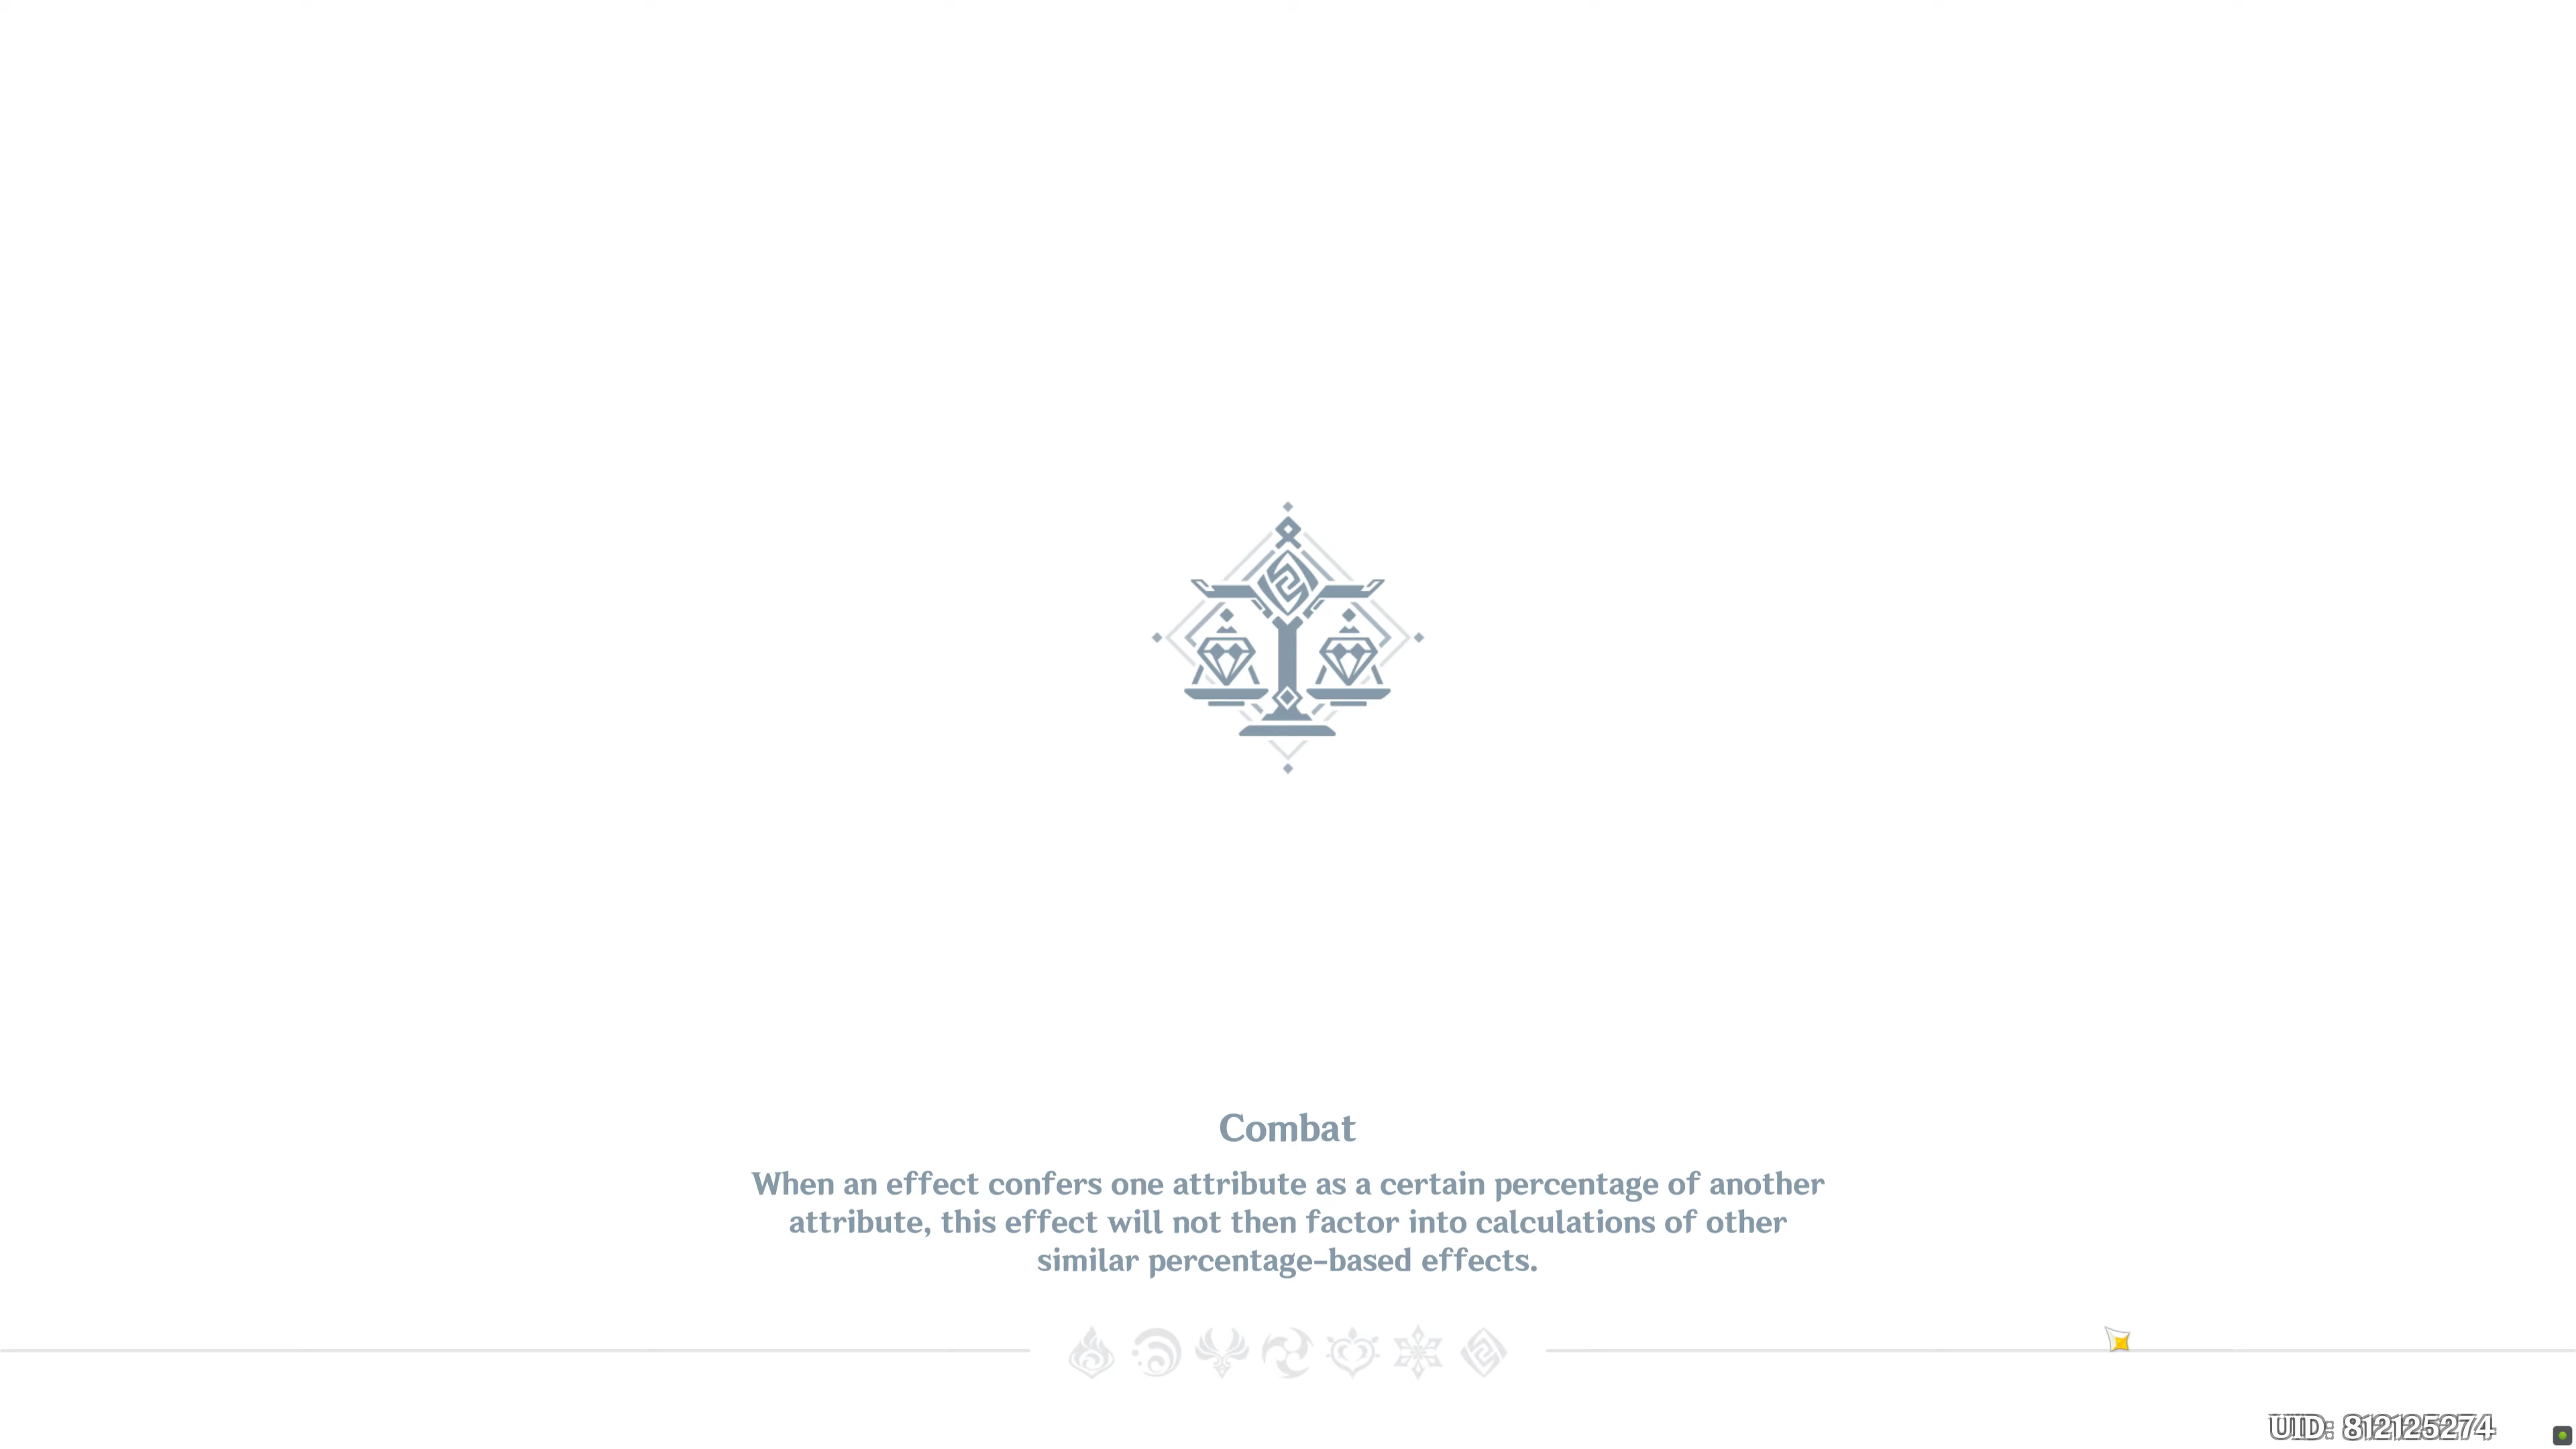 Combat
When an effect confers one attribute as a certain percentage of another
attribute, this effect will not then factor into calculations of other
similar percentage-based effects.
UID: 812125274